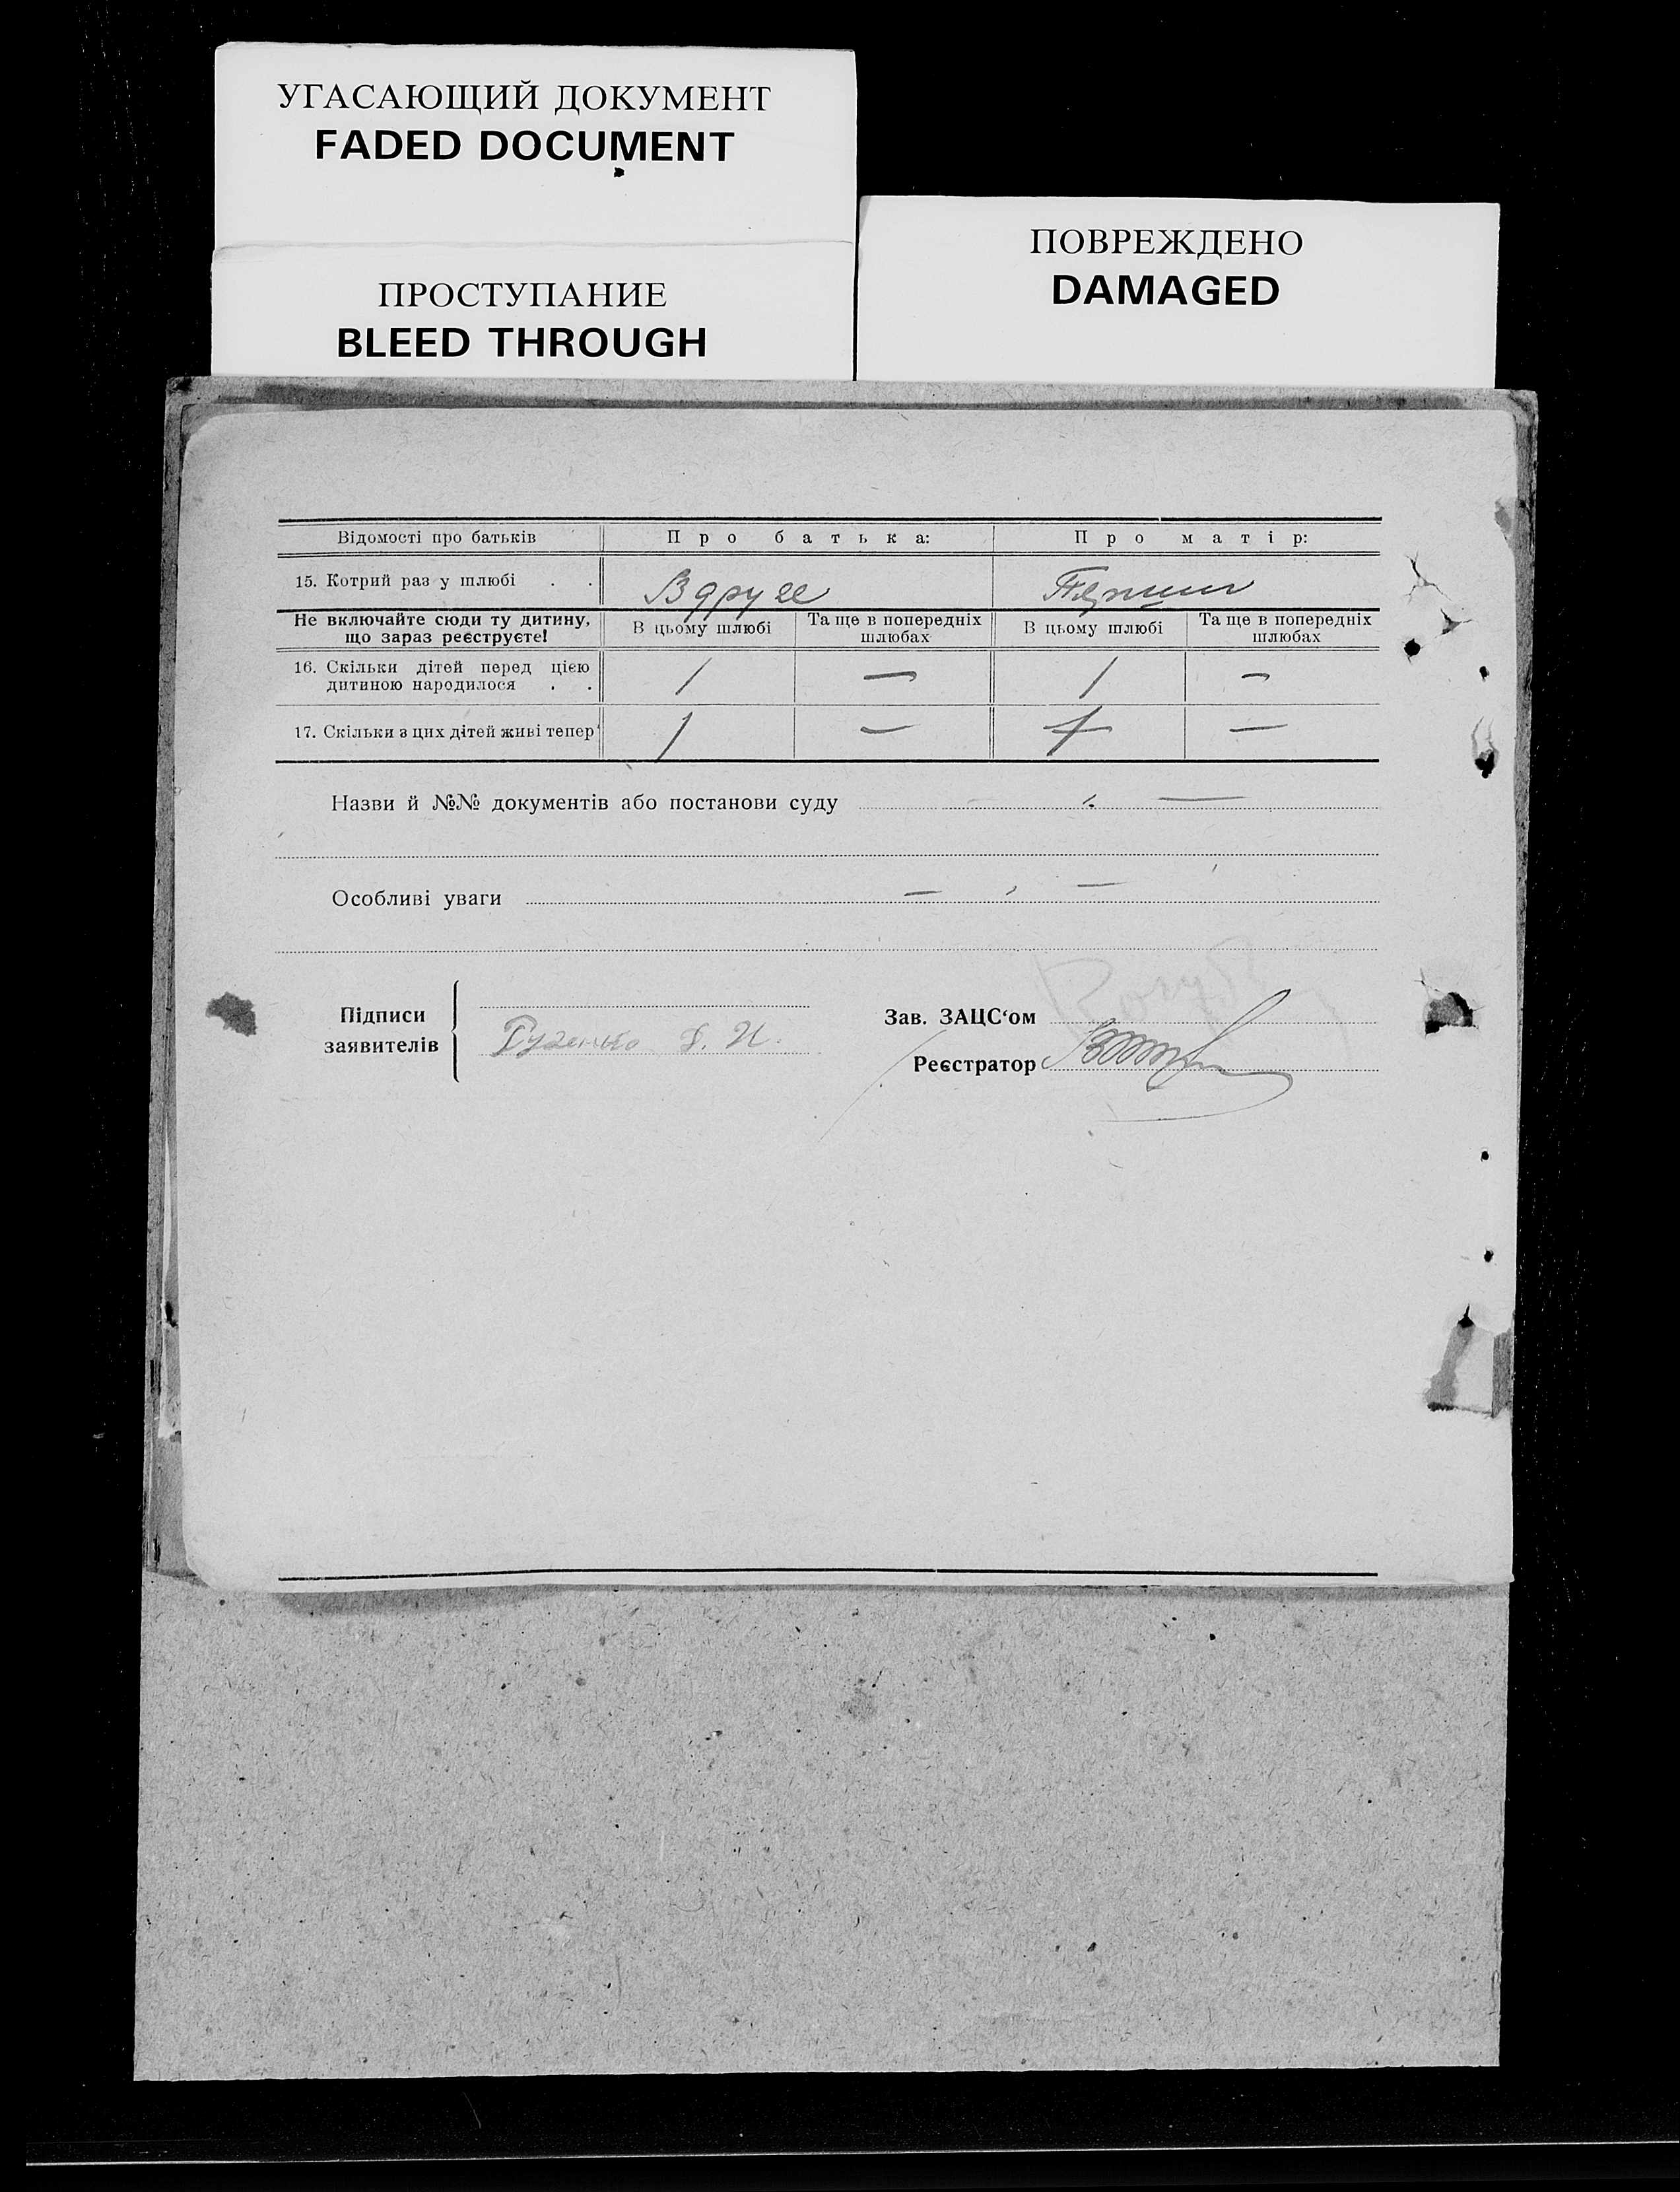 УГАСАЮЩИЙ ДОКУМЕНТ
FADED DOCUMENT
ПРОСТУПАНИЕ
BLEED THROUGH
ПОВРЕЖДЕНО
DAMAGED
Відомості про батьків Про батька: Про матір:
15. Котрий раз у шлюбі . . Вдруге
Не включайте сюди ту дитину, що зараз реєструєте! В цьому шлюбі Та ще в попередніх шлюбах В цьому шлюбі Та ще в попередніх шлюбах
16. Скільки дітей перед цією
дитиною народилося . . 1 — 1 —
17. Скільки з цих дітей живі тепер 1 — 1 —
Назви й №№ документів або постанови суду —
Особливі уваги — —
Підписи
заявителів
Зав. ЗАЦС‘ом
Реєстратор